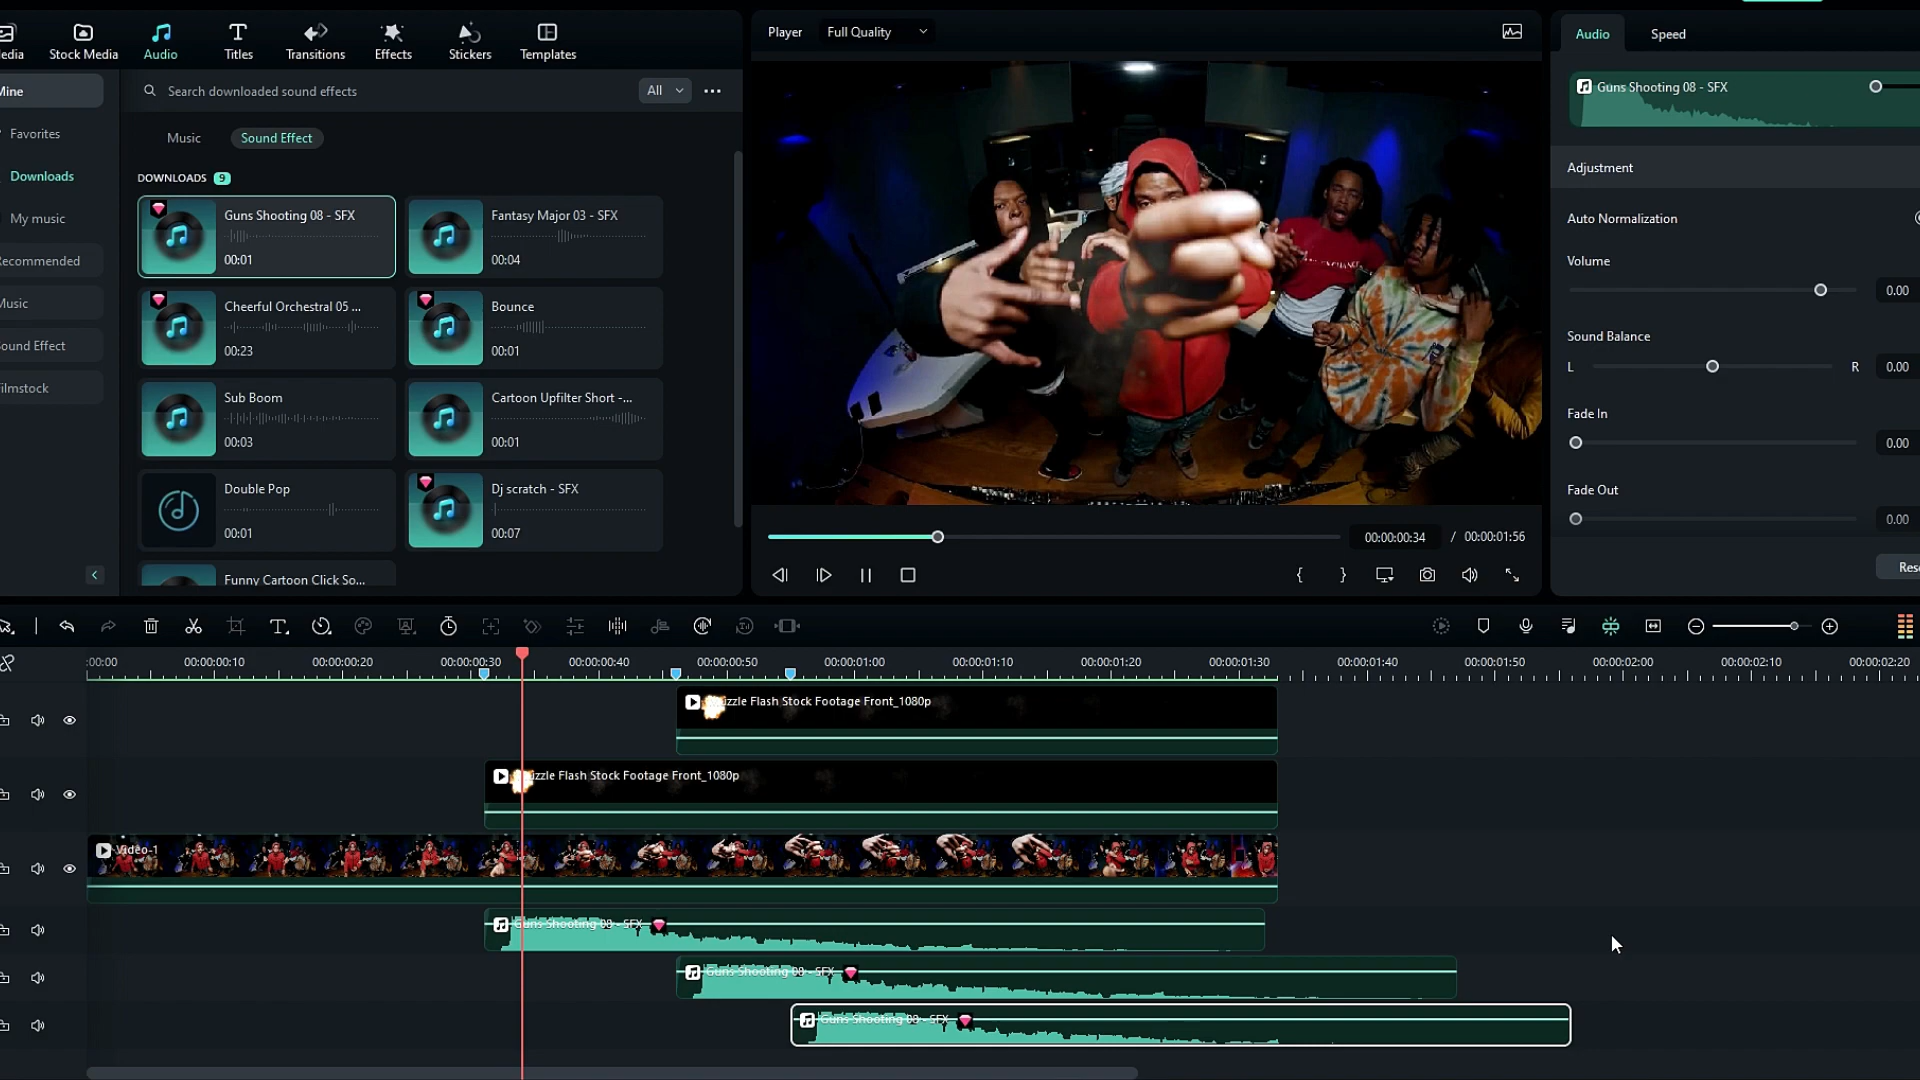 Media
Stock Media
Audio
Titles
Transitions
Effects
Stickers
Templates
Mine
Favorites
Downloads
My music
Recommended
Music
Sound Effect
Filmstock
Search downloaded sound effects
All
Music
Sound Effect
DOWNLOADS 9
Guns Shooting 08 - SFX
00:01
Fantasy Major 03 - SFX
00:04
Cheerful Orchestral 05 ...
00:23
Bounce
00:01
Sub Boom
00:03
Cartoon Upfilter Short -...
00:01
Double Pop
00:01
Dj scratch - SFX
00:07
Funny Cartoon Click So...
Player
Full Quality
00:00:00:34 / 00:00:01:56
{ }
Audio
Speed
Guns Shooting 08 - SFX
Adjustment
Auto Normalization
Volume
0.00
Sound Balance
L R 0.00
Fade In
0.00
Fade Out
0.00
Rese
:00:00 00:00:00:10 00:00:00:20 00:00:00:30 00:00:00:40 00:00:00:50 00:00:01:00 00:00:01:10 00:00:01:20 00:00:01:30 00:00:01:40 00:00:01:50 00:00:02:00 00:00:02:10 00:00:02:20
uzzle Flash Stock Footage Front_1080p
zzle Flash Stock Footage Front_1080p
Video-1
Guns Shooting 08 - SFX
Guns Shooting 08 - SFX
Guns Shooting 08 - SFX